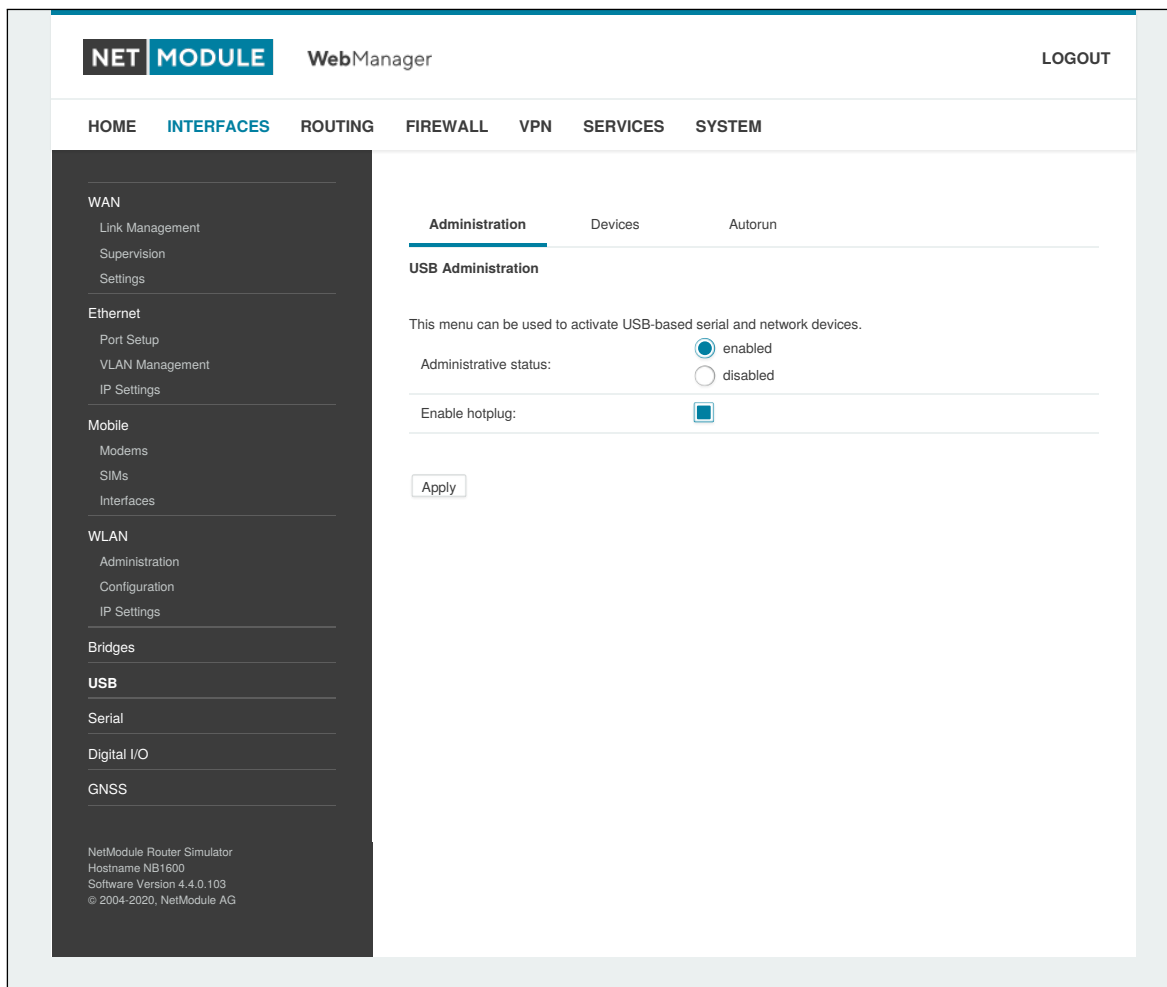 NET MODULE WebManager LOGOUT
HOME INTERFACES ROUTING FIREWALL VPN SERVICES SYSTEM
WAN
Link Management
Supervision
Settings
Ethernet
Port Setup
VLAN Management
IP Settings
Mobile
Modems
SIMs
Interfaces
WLAN
Administration
Configuration
IP Settings
Bridges
USB
Serial
Digital I/O
GNSS
NetModule Router Simulator
Hostname NB1600
Software Version 4.4.0.103
© 2004-2020, NetModule AG
Administration Devices Autorun
USB Administration
This menu can be used to activate USB-based serial and network devices.
Administrative status:
enabled
disabled
Enable hotplug:
Apply